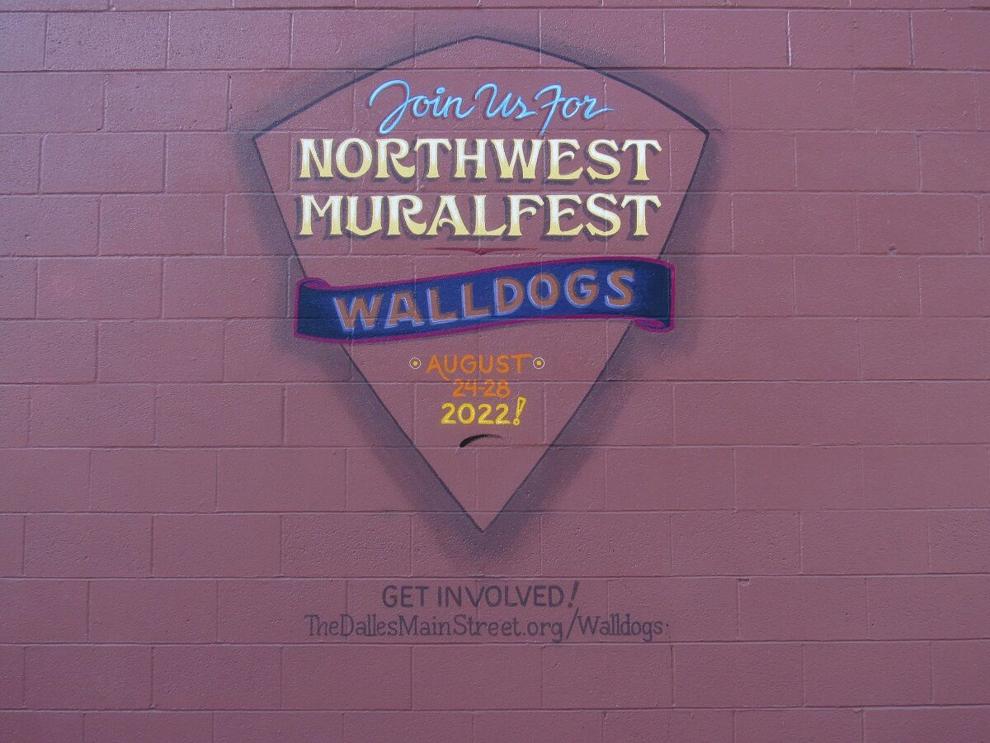 Join Us For
NORTHWEST
MURALFEST
WALLDOGS
AUGUST
24-28
2022!
GET INVOLVED!
TheDallesMainStreet.org/Walldogs